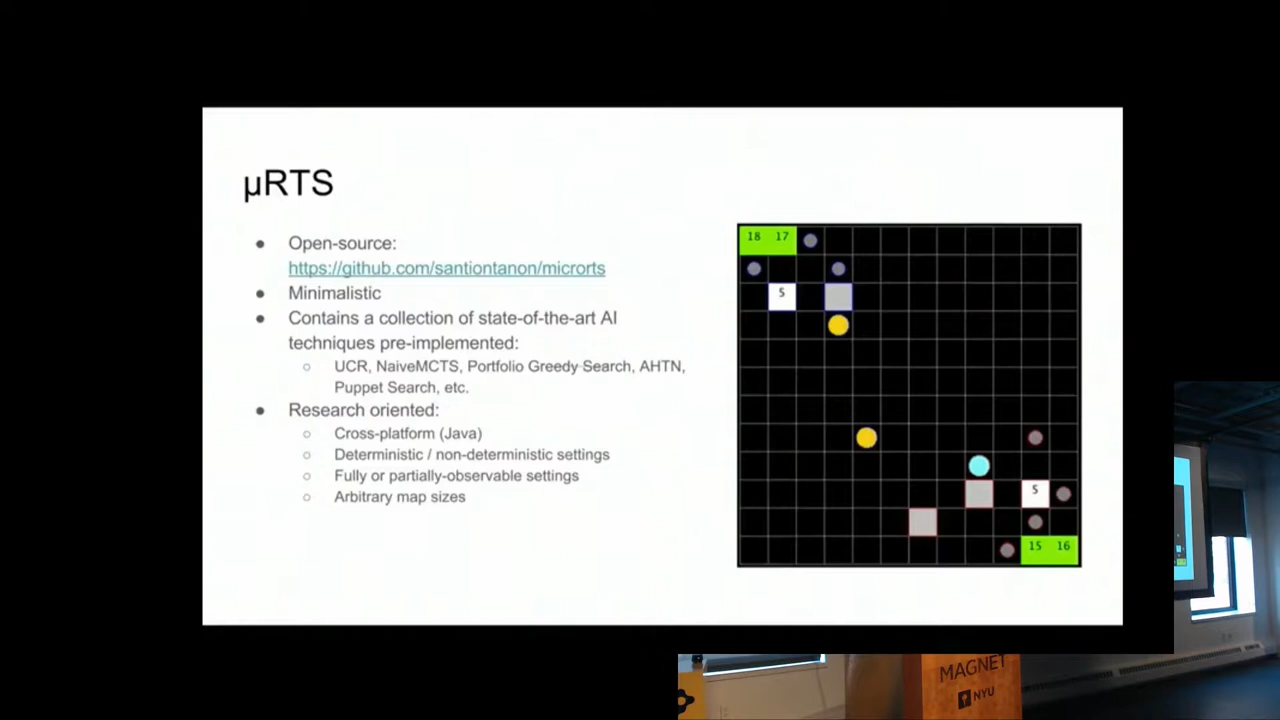 µRTS
● Open-source:
https://github.com/santiontanon/microrts
● Minimalistic
● Contains a collection of state-of-the-art AI
techniques pre-implemented:
○ UCR, NaiveMCTS, Portfolio Greedy Search, AHTN,
Puppet Search, etc.
● Research oriented:
○ Cross-platform (Java)
○ Deterministic / non-deterministic settings
○ Fully or partially-observable settings
○ Arbitrary map sizes
18 17
5
5
15 16
MAGNET
NYU